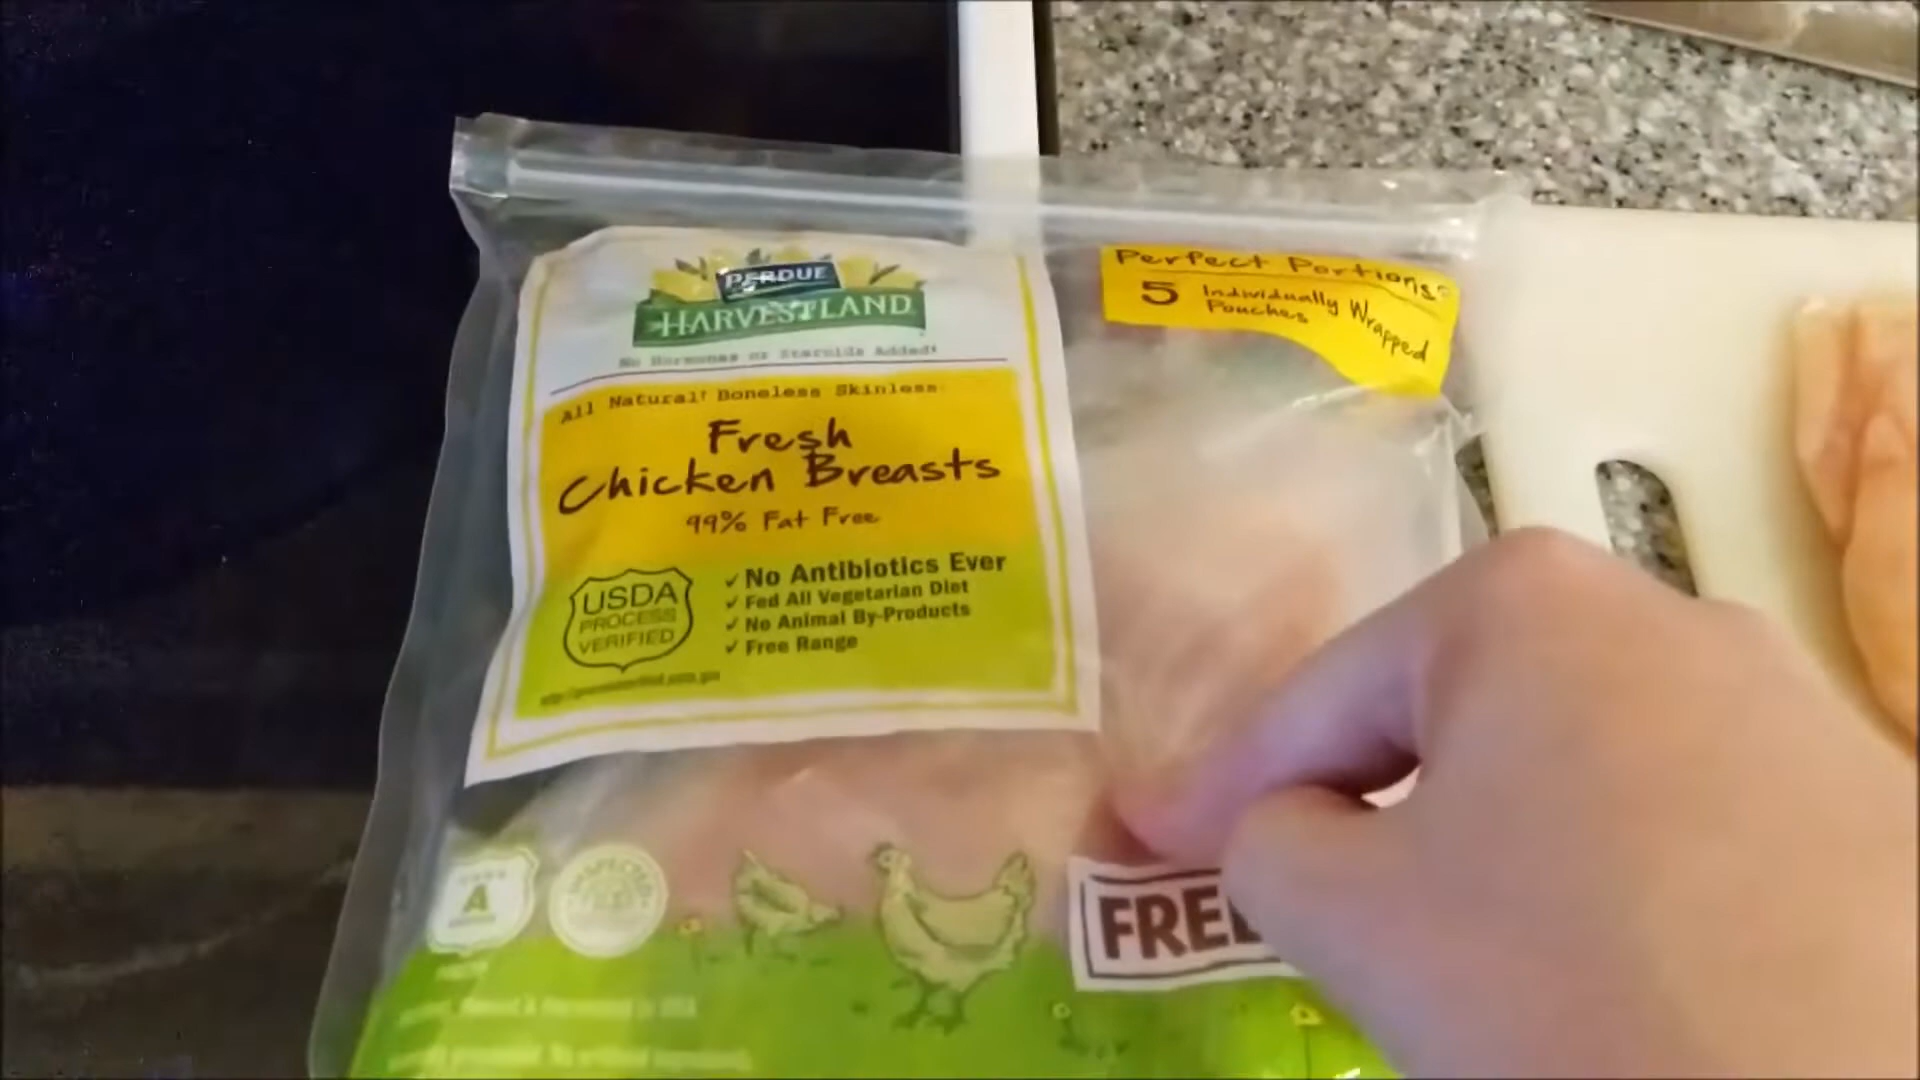 PERDUE
HARVESTLAND
No Hormones or Steroids Added†
All Natural† Boneless Skinless
Fresh
Chicken Breasts
99% Fat Free
USDA
PROCESS
VERIFIED
✓ No Antibiotics Ever
✓ Fed All Vegetarian Diet
✓ No Animal By-Products
✓ Free Range
Perfect Portions®
5 Individually Wrapped
Pouches
A
FREE